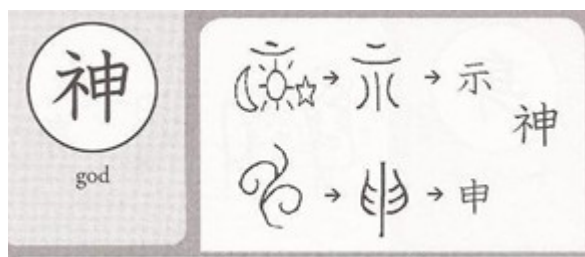 神
god
→ → 示
神
→ → 申